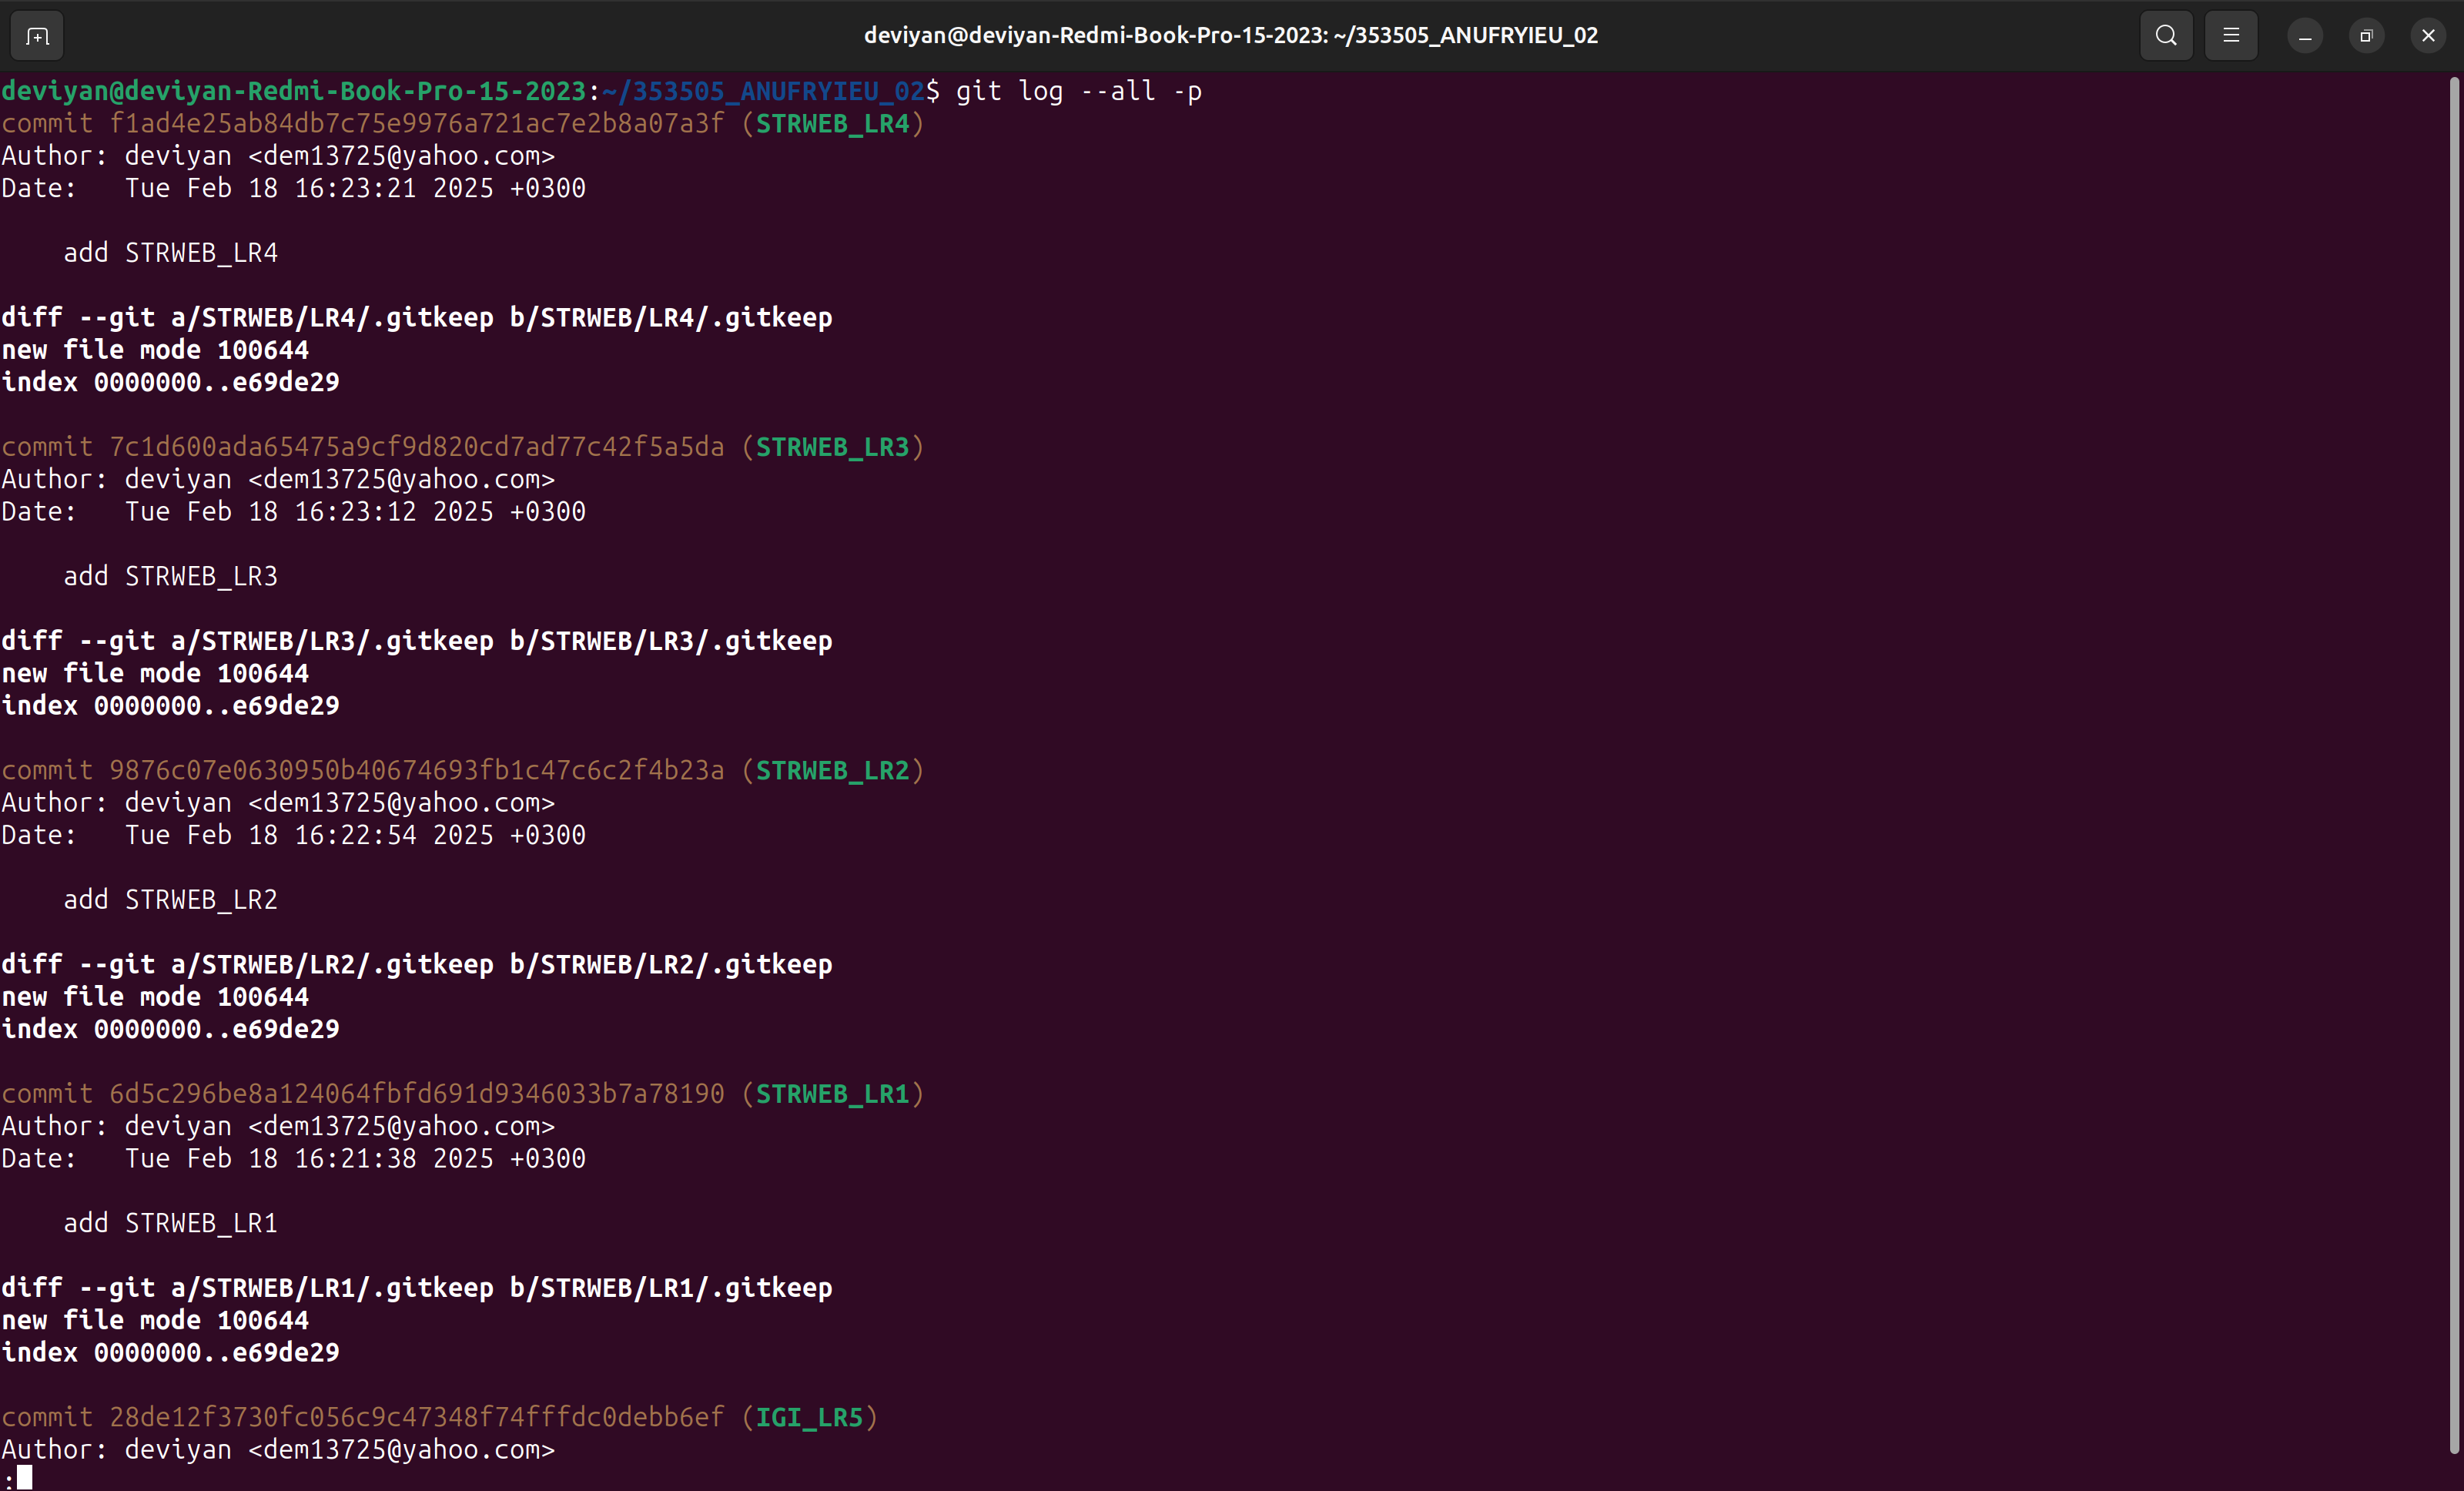 deviyan@deviyan-Redmi-Book-Pro-15-2023: ~/353505_ANUFRYIEU_02
deviyan@deviyan-Redmi-Book-Pro-15-2023:~/353505_ANUFRYIEU_02$ git log --all -p
commit f1ad4e25ab84db7c75e9976a721ac7e2b8a07a3f (STRWEB_LR4)
Author: deviyan <dem13725@yahoo.com>
Date:   Tue Feb 18 16:23:21 2025 +0300
    add STRWEB_LR4
diff --git a/STRWEB/LR4/.gitkeep b/STRWEB/LR4/.gitkeep
new file mode 100644
index 0000000..e69de29
commit 7c1d600ada65475a9cf9d820cd7ad77c42f5a5da (STRWEB_LR3)
Author: deviyan <dem13725@yahoo.com>
Date:   Tue Feb 18 16:23:12 2025 +0300
    add STRWEB_LR3
diff --git a/STRWEB/LR3/.gitkeep b/STRWEB/LR3/.gitkeep
new file mode 100644
index 0000000..e69de29
commit 9876c07e0630950b40674693fb1c47c6c2f4b23a (STRWEB_LR2)
Author: deviyan <dem13725@yahoo.com>
Date:   Tue Feb 18 16:22:54 2025 +0300
    add STRWEB_LR2
diff --git a/STRWEB/LR2/.gitkeep b/STRWEB/LR2/.gitkeep
new file mode 100644
index 0000000..e69de29
commit 6d5c296be8a124064fbfd691d9346033b7a78190 (STRWEB_LR1)
Author: deviyan <dem13725@yahoo.com>
Date:   Tue Feb 18 16:21:38 2025 +0300
    add STRWEB_LR1
diff --git a/STRWEB/LR1/.gitkeep b/STRWEB/LR1/.gitkeep
new file mode 100644
index 0000000..e69de29
commit 28de12f3730fc056c9c47348f74fffdc0debb6ef (IGI_LR5)
Author: deviyan <dem13725@yahoo.com>
: